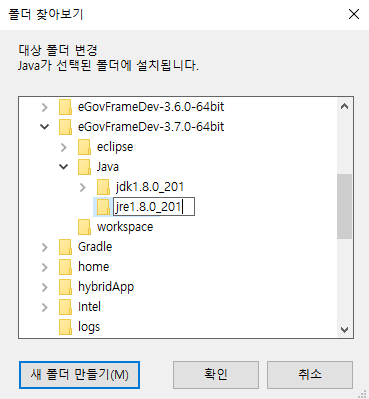 폴더 찾아보기
대상 폴더 변경
Java가 선택된 폴더에 설치됩니다.
eGovFrameDev-3.6.0-64bit
eGovFrameDev-3.7.0-64bit
eclipse
Java
jdk1.8.0_201
jre1.8.0_201
workspace
Gradle
home
hybridApp
Intel
logs
새 폴더 만들기(M) 확인 취소